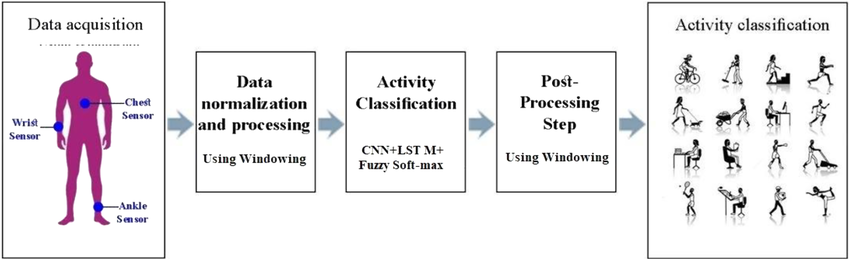 Data acquisition
Chest
Sensor
Wrist
Sensor
Ankle
Sensor
Data
normalization
and processing
Using Windowing
Activity
Classification
CNN+LST M+
Fuzzy Soft-max
Post-
Processing
Step
Using Windowing
Activity classification